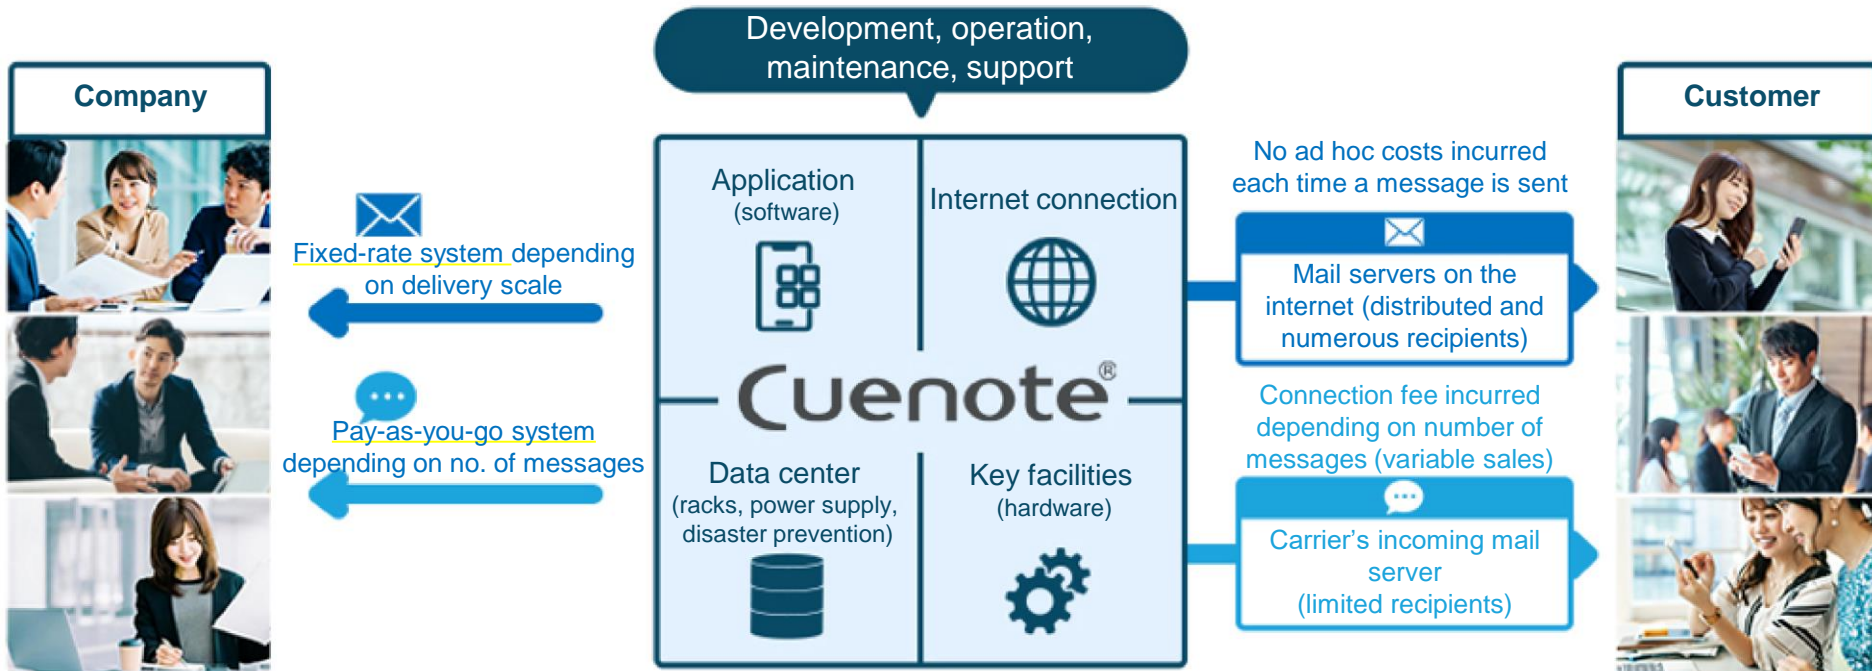 Development, operation,
maintenance, support
Company
Customer
Fixed-rate system depending
on delivery scale
Pay-as-you-go system
depending on no. of messages
Application
(software)
Internet connection
Cuenote®
Data center
(racks, power supply,
disaster prevention)
Key facilities
(hardware)
No ad hoc costs incurred
each time a message is sent
Mail servers on the
internet (distributed and
numerous recipients)
Connection fee incurred
depending on number of
messages (variable sales)
Carrier’s incoming mail
server
(limited recipients)